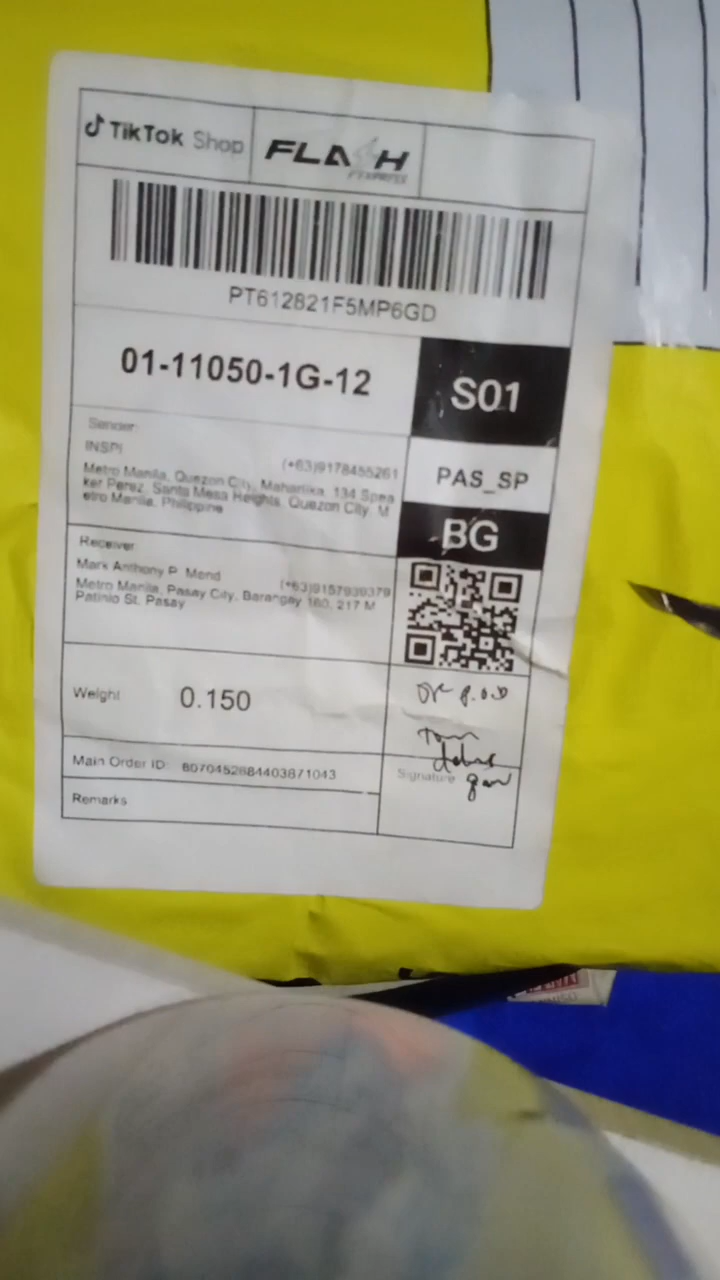 TikTok Shop
FLASH
EXPRESS
PT612821F5MP6GD
01-11050-1G-12
S01
PAS_SP
BG
Sender
INSPI
(+63)9178455261
Metro Manila, Quezon City, Maharlika, 134 Spea
ker Perez, Santa Mesa Heights, Quezon City, M
etro Manila, Philippine
Receiver
Mark Anthony P. Mend
(+63)9157939379
Metro Manila, Pasay City, Barangay 160, 217 M
Patinio St. Pasay
Weight 0.150
Main Order ID: 8070452884403871043
Signature
Remarks